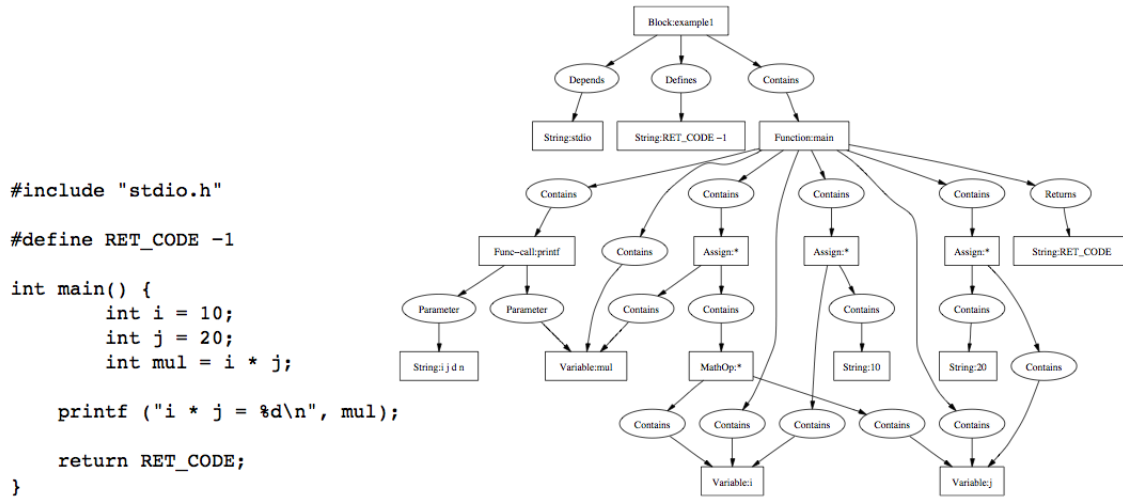 #include "stdio.h"
#define RET_CODE -1
int main() {
int i = 10;
int j = 20;
int mul = i * j;
printf ("i * j = %d\n", mul);
return RET_CODE;
}
Block:example1
Depends Defines Contains
String:stdio String:RET_CODE −1 Function:main
Contains Contains Contains Contains Returns
Func−call:printf Contains Assign:* Assign:* Assign:* String:RET_CODE
Parameter Parameter Contains Contains Contains Contains
String:i j d n Variable:mul MathOp:* String:10 String:20 Contains
Contains Contains Contains Contains Contains
Variable:i Variable:j